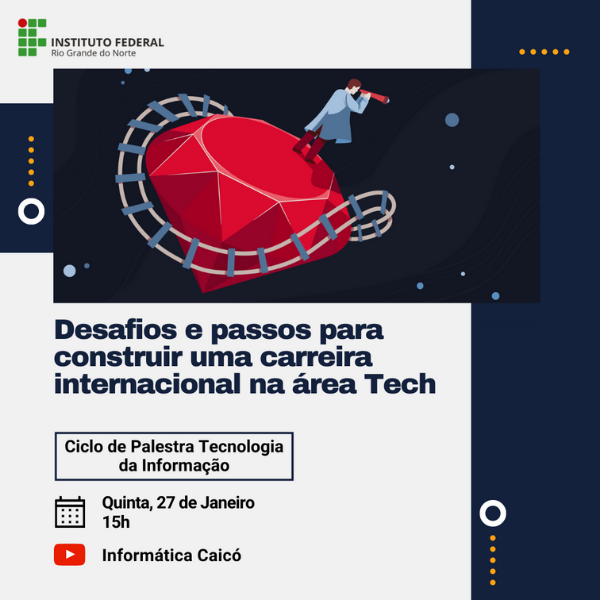 INSTITUTO FEDERAL
Rio Grande do Norte
Desafios e passos para
construir uma carreira
internacional na área Tech
Ciclo de Palestra Tecnologia
da Informação
Quinta, 27 de Janeiro
15h
Informática Caicó